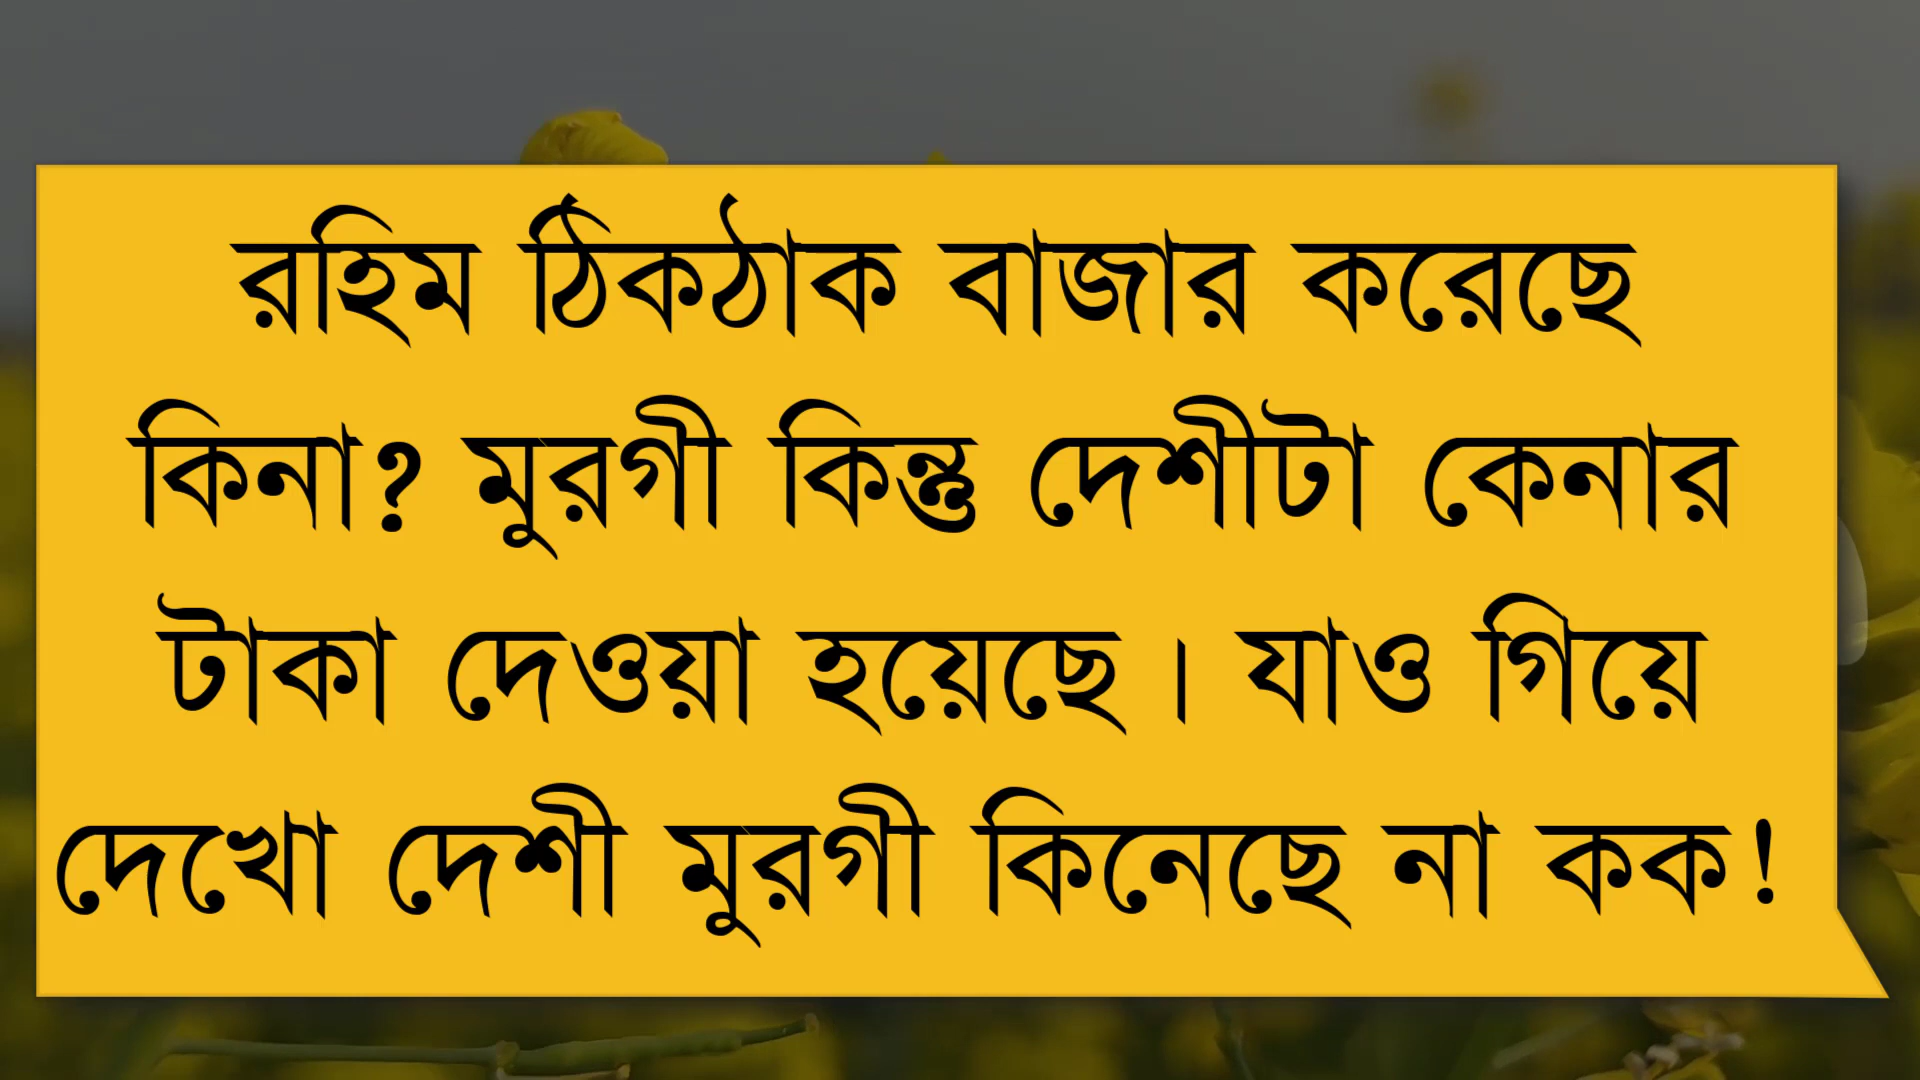 রহিম ঠিকঠাক বাজার করেছে
কিনা? মুরগী কিন্তু দেশীটা কেনার
টাকা দেওয়া হয়েছে। যাও গিয়ে
দেখো দেশী মুরগী কিনেছে না কক!